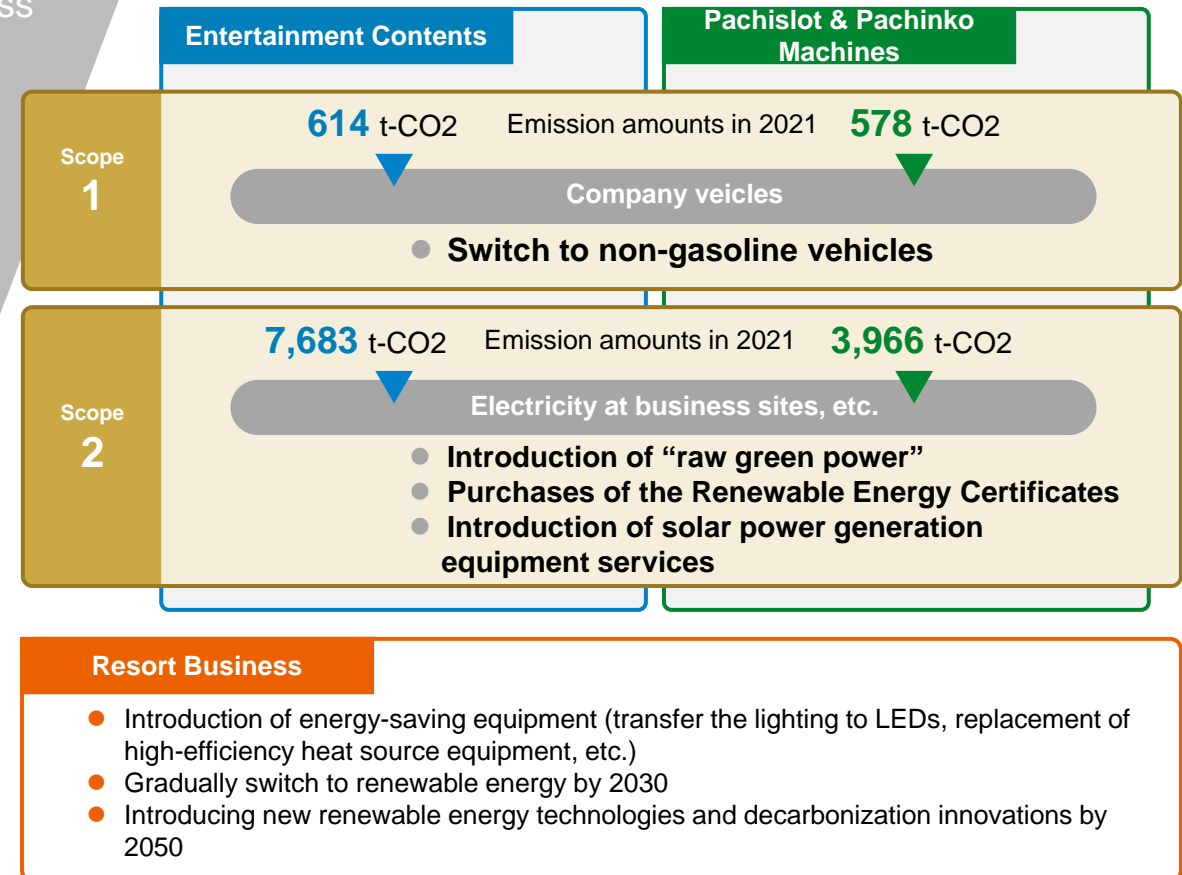 ss
Entertainment Contents
Pachislot & Pachinko
Machines
Scope
1
614 t-CO2 Emission amounts in 2021 578 t-CO2
Company veicles
● Switch to non-gasoline vehicles
Scope
2
7,683 t-CO2 Emission amounts in 2021 3,966 t-CO2
Electricity at business sites, etc.
● Introduction of “raw green power”
● Purchases of the Renewable Energy Certificates
● Introduction of solar power generation
equipment services
Resort Business
● Introduction of energy-saving equipment (transfer the lighting to LEDs, replacement of
high-efficiency heat source equipment, etc.)
● Gradually switch to renewable energy by 2030
● Introducing new renewable energy technologies and decarbonization innovations by
2050